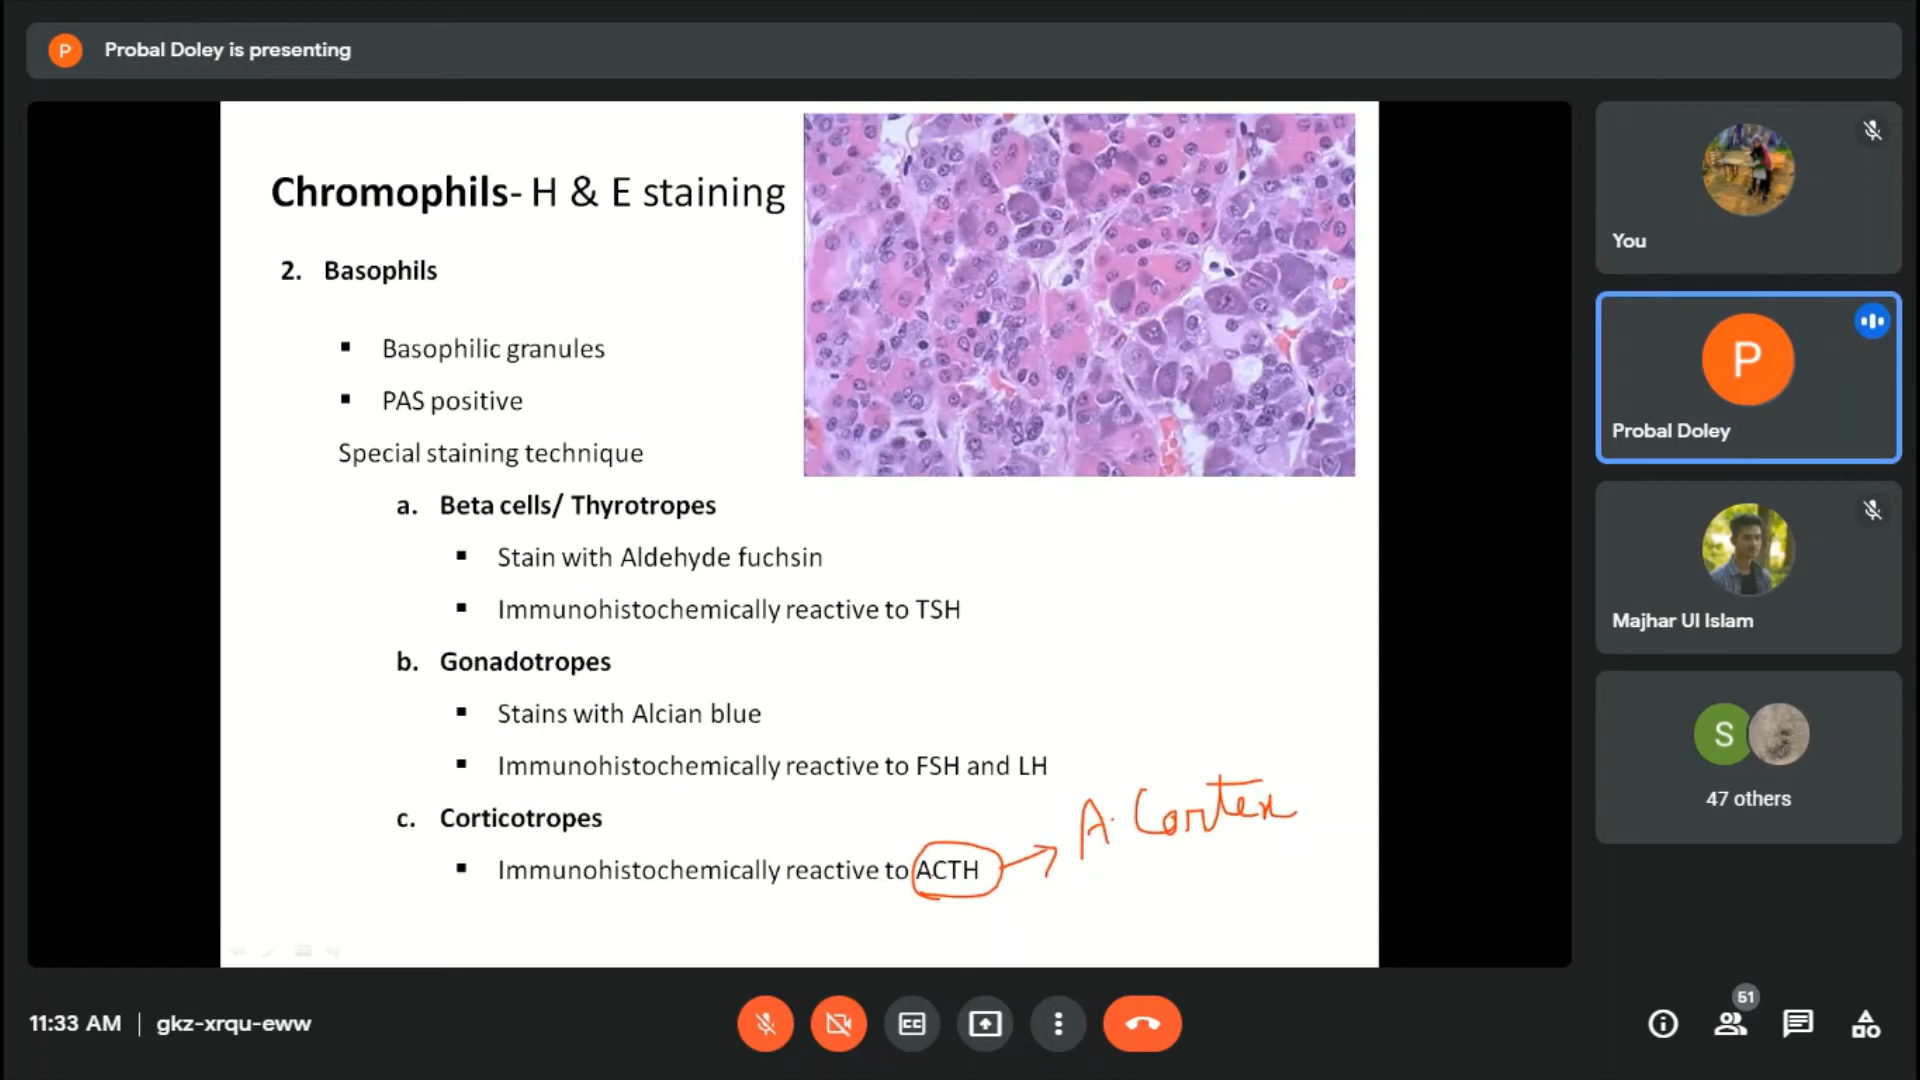 P Probal Doley is presenting
Chromophils- H & E staining
2. Basophils
▪ Basophilic granules
▪ PAS positive
Special staining technique
a. Beta cells/ Thyrotropes
▪ Stain with Aldehyde fuchsin
▪ Immunohistochemically reactive to TSH
b. Gonadotropes
▪ Stains with Alcian blue
▪ Immunohistochemically reactive to FSH and LH
c. Corticotropes
▪ Immunohistochemically reactive to ACTH
A. Cortex
You
P
Probal Doley
Majhar Ul Islam
S
47 others
11:33 AM | gkz-xrqu-eww
CC
51